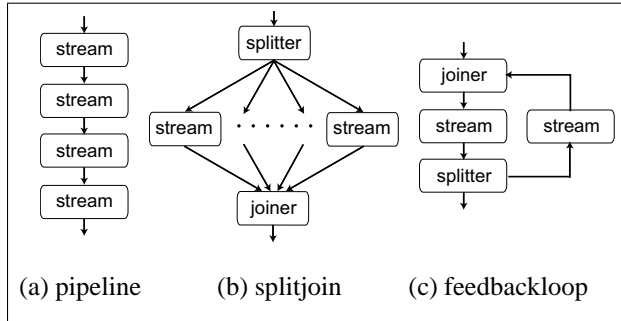 stream
stream
stream
stream
(a) pipeline
splitter
stream
stream
joiner
(b) splitjoin
joiner
stream
stream
splitter
(c) feedbackloop